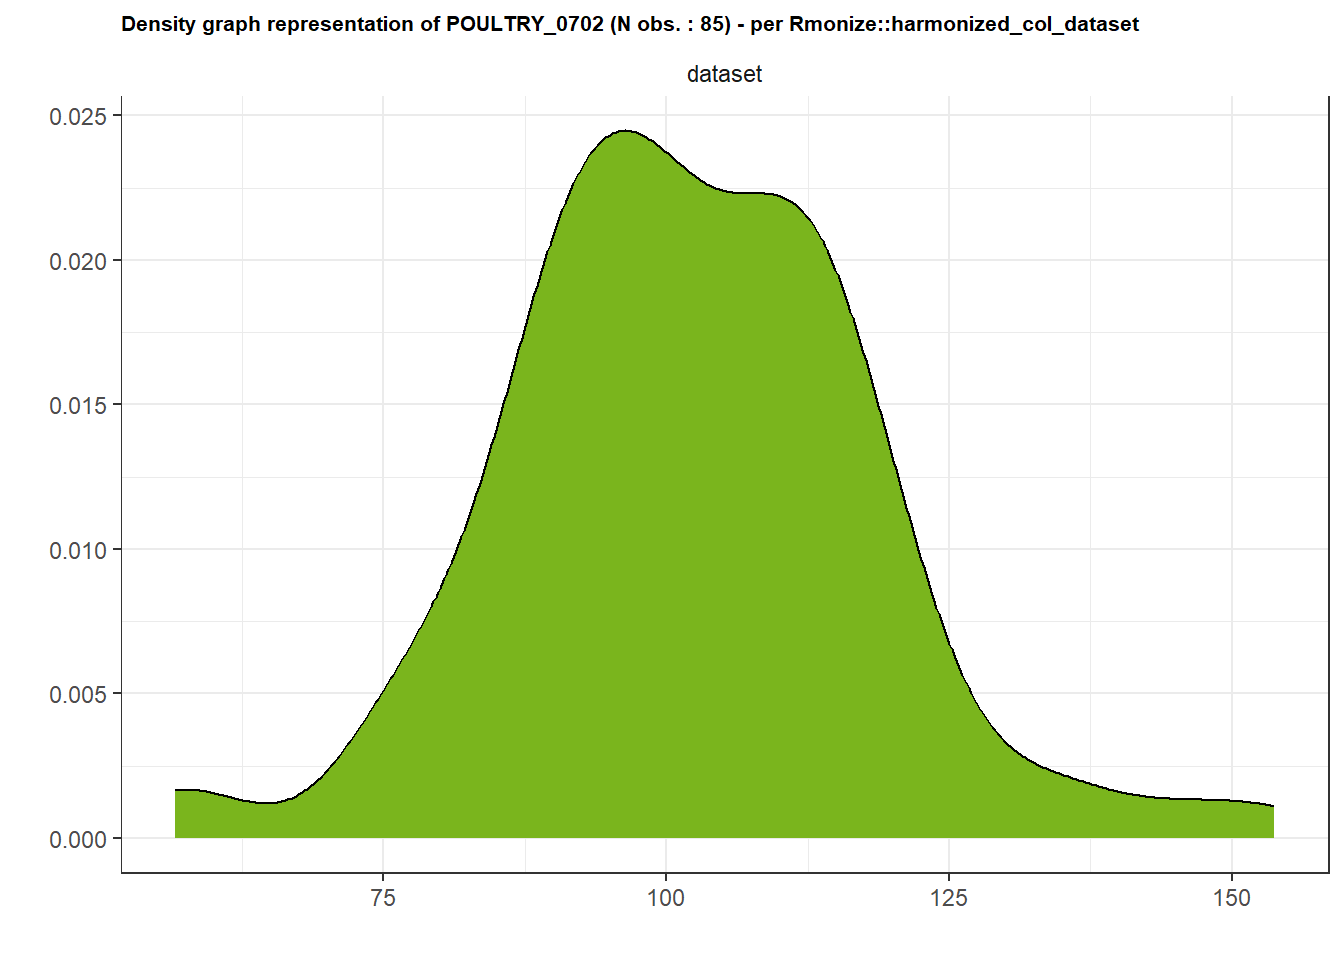 Density graph representation of POULTRY_0702 (N obs. : 85) - per Rmonize::harmonized_col_dataset
dataset
0.025
0.020
0.015
0.010
0.005
0.000
75 100 125 150